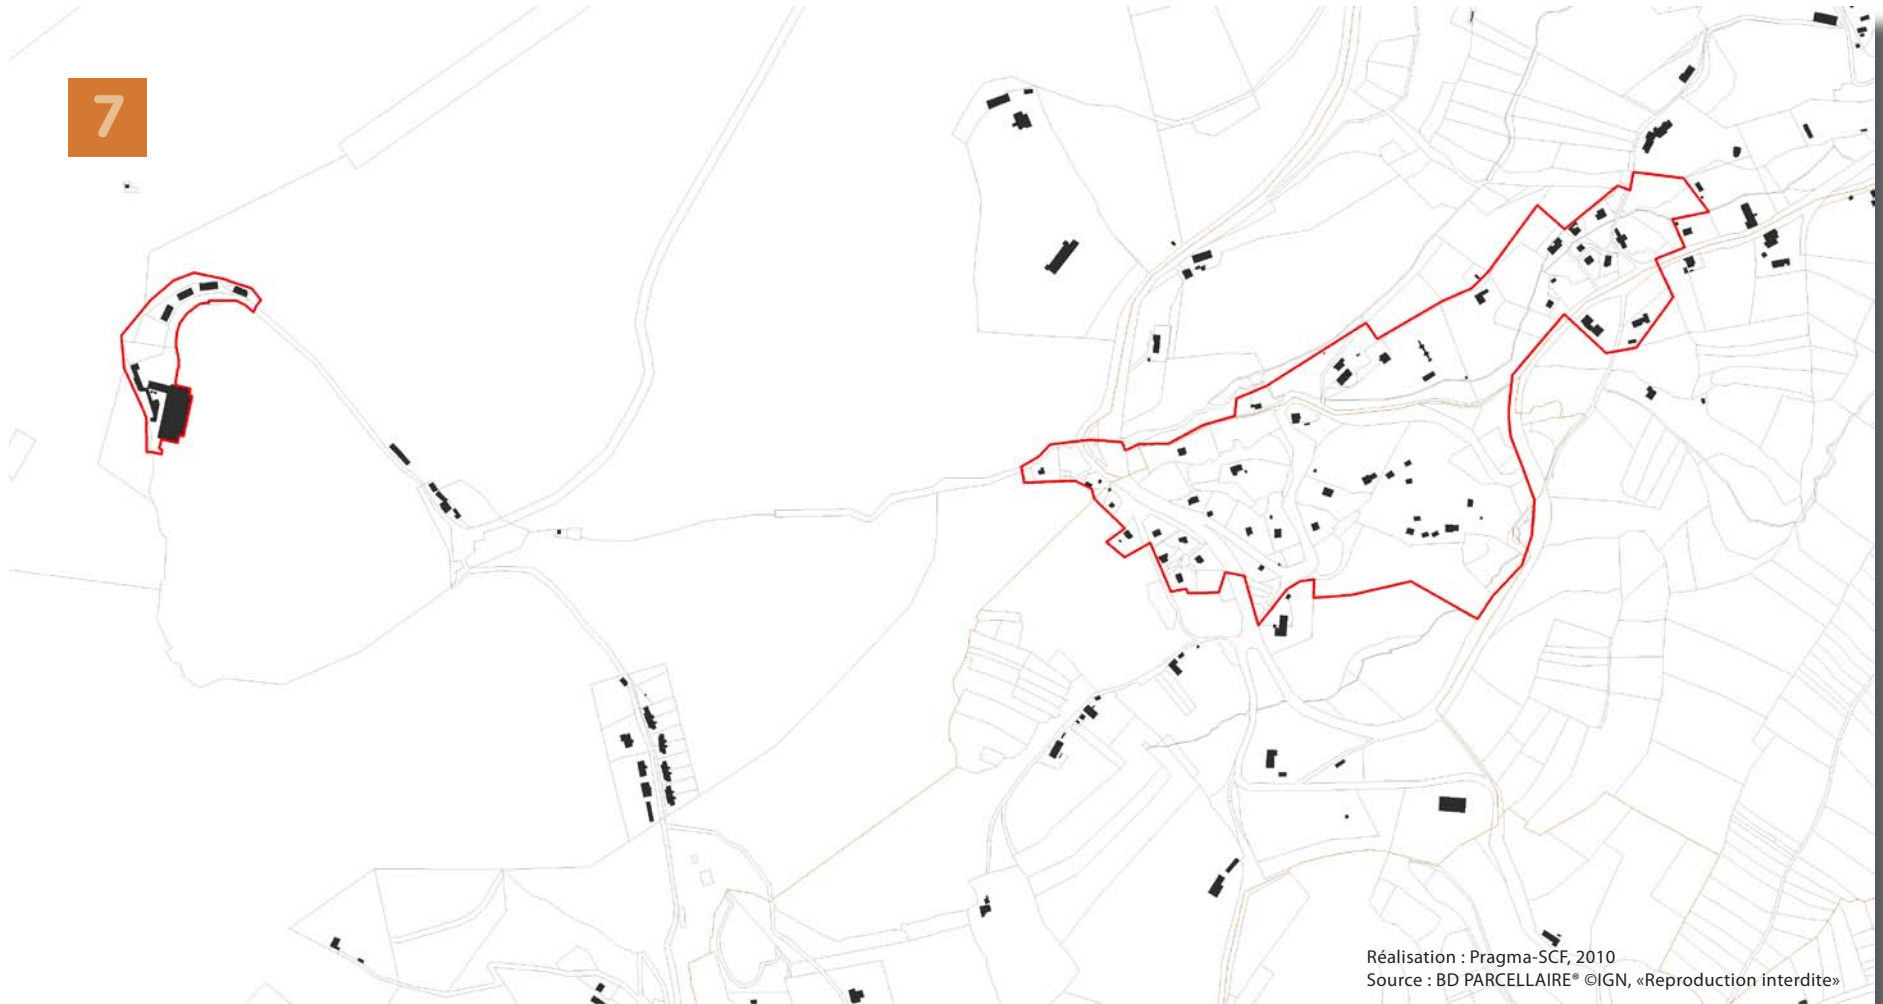 7
Réalisation : Pragma-SCF, 2010
Source : BD PARCELLAIRE® ©IGN, «Reproduction interdite»